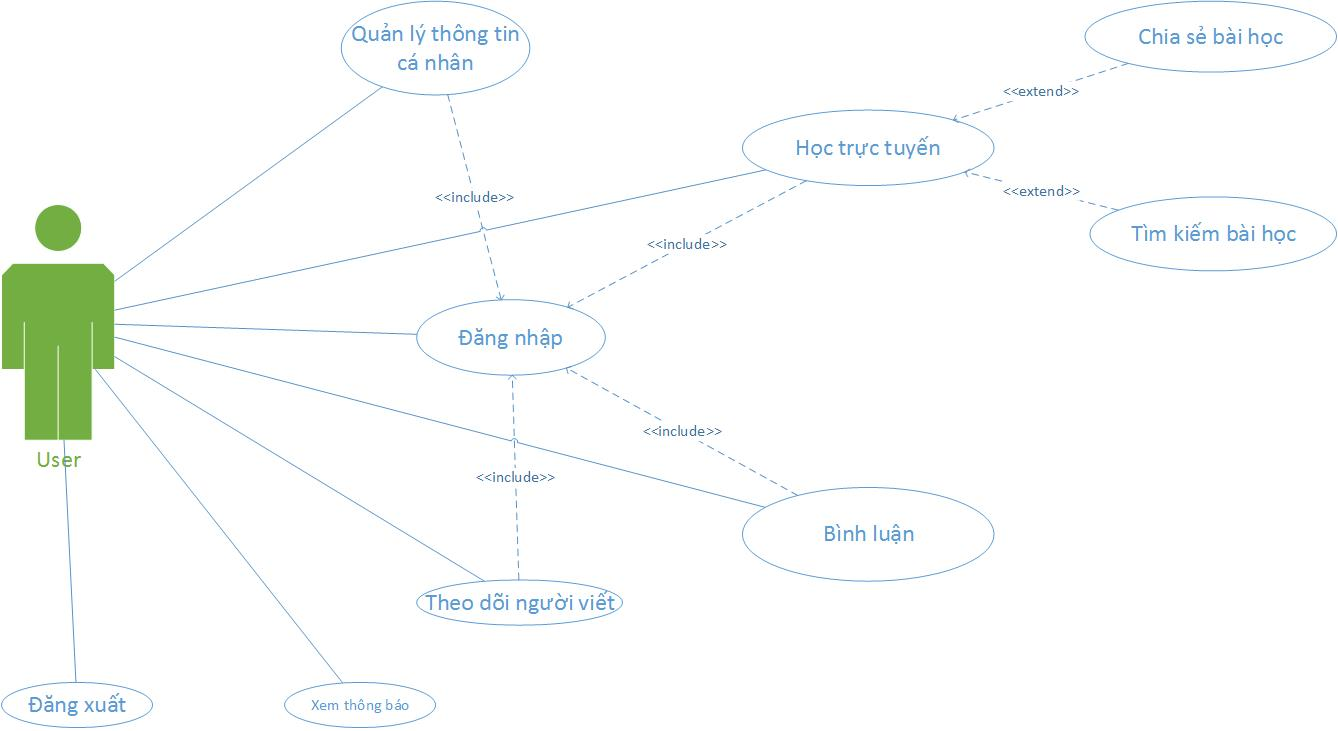 Quản lý thông tin
cá nhân
Chia sẻ bài học
<<extend>>
Học trực tuyến
<<extend>>
<<include>>
Tìm kiếm bài học
<<include>>
Đăng nhập
<<include>>
User
<<include>>
Bình luận
Theo dõi người viết
Đăng xuất
Xem thông báo